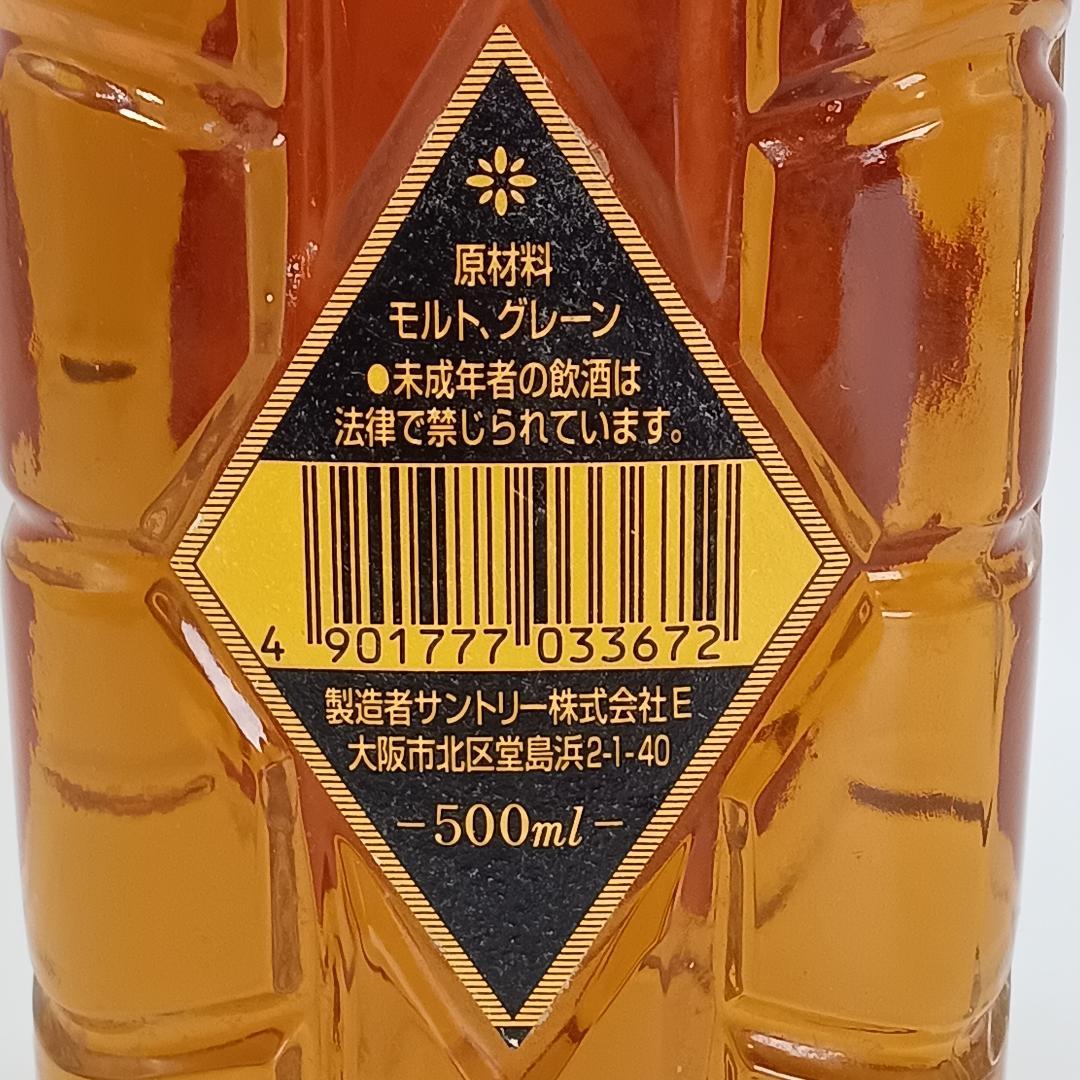 原材料
モルト、グレーン
●未成年者の飲酒は
法律で禁じられています。
4 901777 033672
製造者サントリー株式会社E
大阪市北区堂島浜2-1-40
-500ml-